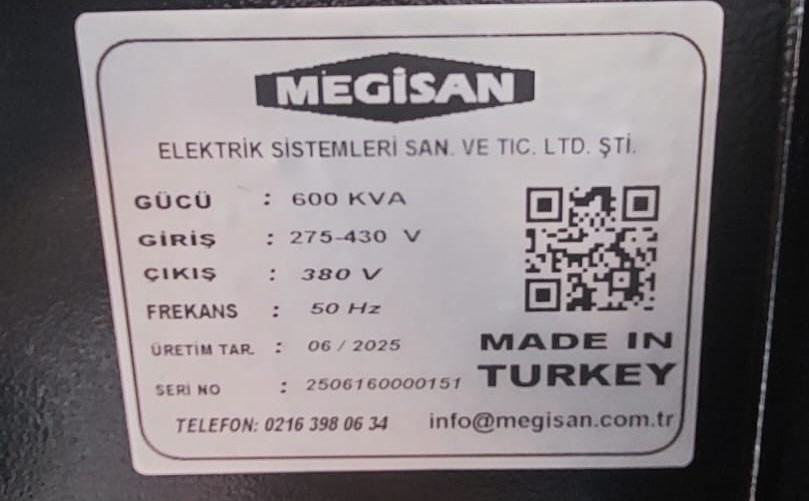 MEGİSAN
ELEKTRİK SİSTEMLERİ SAN. VE TIC. LTD. ŞTİ.
GÜCÜ : 600 KVA
GİRİŞ : 275-430 V
ÇIKIŞ : 380 V
FREKANS : 50 Hz
ÜRETİM TAR. : 06 / 2025
SERİ NO : 2506160000151
MADE IN
TURKEY
TELEFON: 0216 398 06 34 info@megisan.com.tr